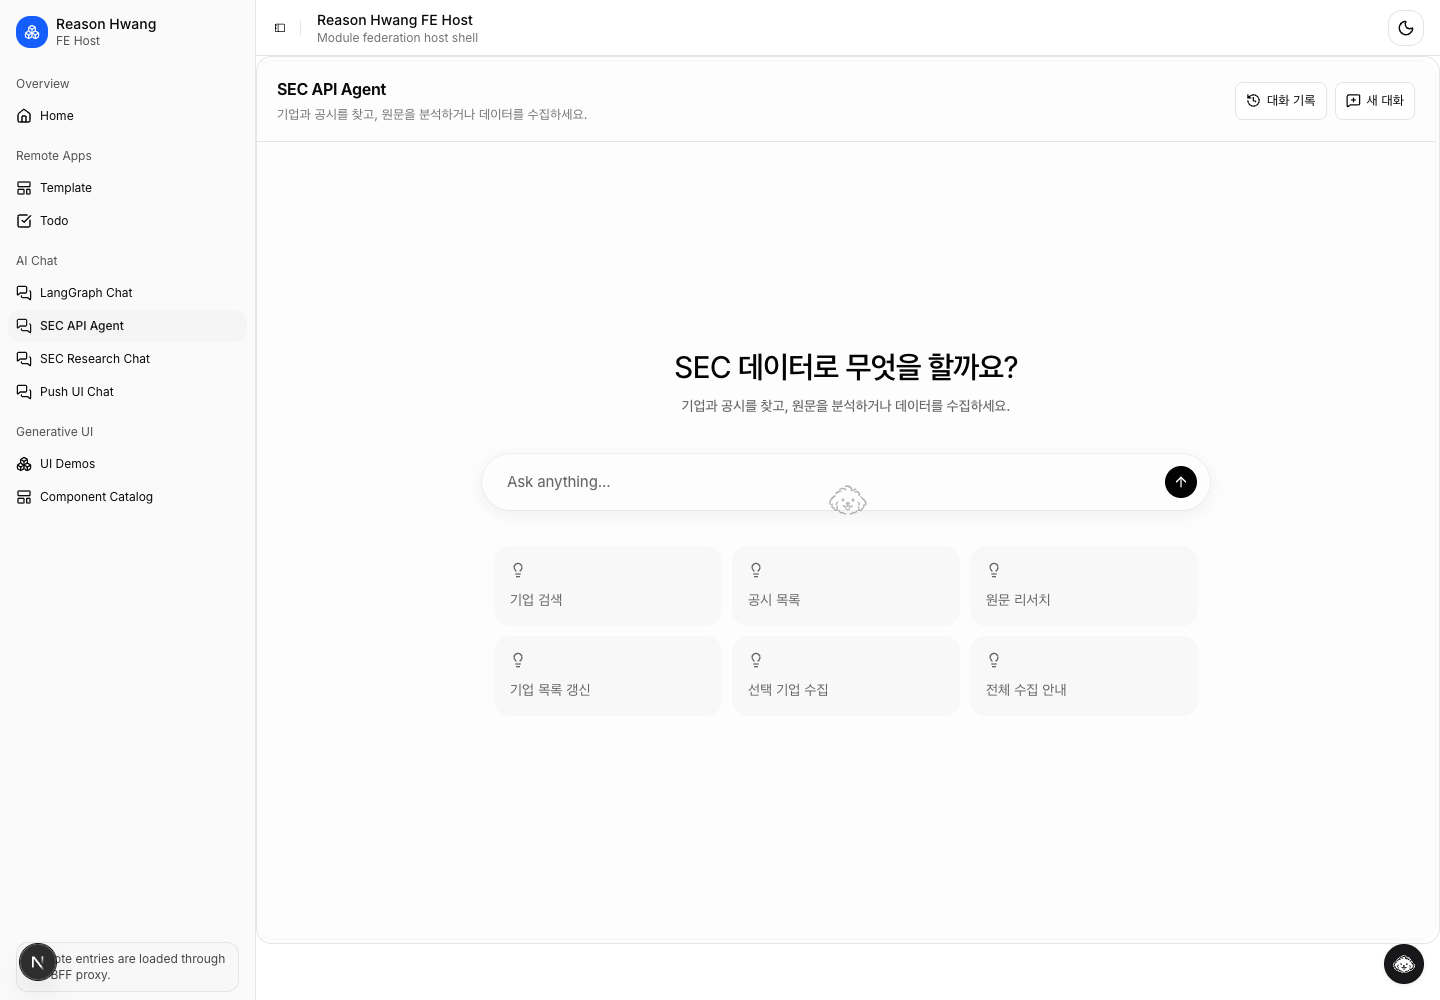 Reason Hwang
FE Host
Overview
Home
Remote Apps
Template
Todo
AI Chat
LangGraph Chat
SEC API Agent
SEC Research Chat
Push UI Chat
Generative UI
UI Demos
Component Catalog
entries are loaded through
BFF proxy.
Reason Hwang FE Host
Module federation host shell
SEC API Agent
기업과 공시를 찾고, 원문을 분석하거나 데이터를 수집하세요.
대화 기록
새 대화
SEC 데이터로 무엇을 할까요?
기업과 공시를 찾고, 원문을 분석하거나 데이터를 수집하세요.
Ask anything...
기업 검색
공시 목록
원문 리서치
기업 목록 갱신
선택 기업 수집
전체 수집 안내